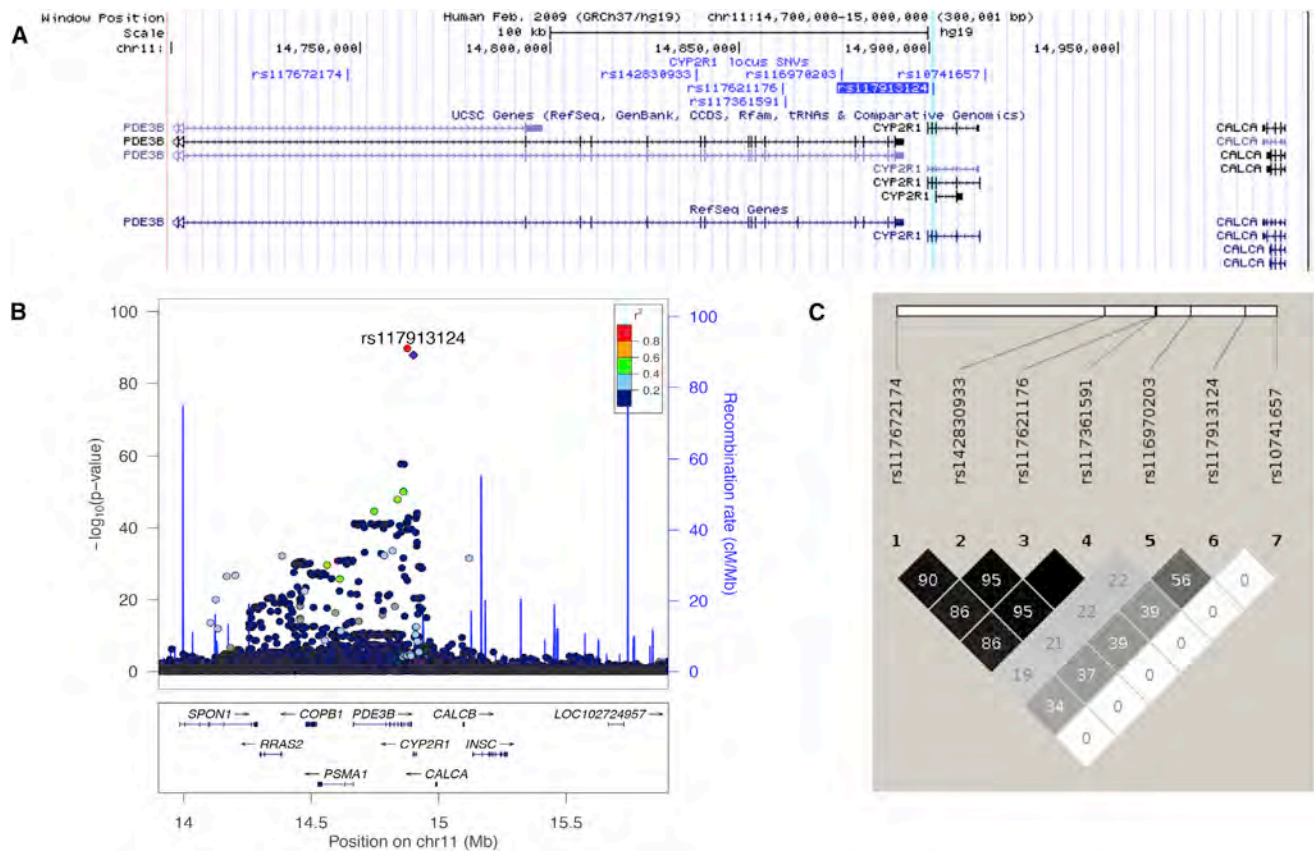 A
Window Position Human Feb. 2009 (GRCh37/hg19) chr11:14,700,000-15,000,000 (300,001 bp)
Scale 100 kb hg19
chr11: 14,750,000 14,800,000 14,850,000 14,900,000 14,950,000
CYP2R1 locus SNVs
rs117672174 rs142830933 rs116970203 rs10741657
rs117621176 rs117913124
rs117361591
UCSC Genes (RefSeq, GenBank, CCDS, Rfam, tRNAs & Comparative Genomics)
PDE3B CYP2R1 CALCA
PDE3B CALCA
PDE3B CALCA
CYP2R1
CYP2R1
CYP2R1
RefSeq Genes
PDE3B CALCA
CYP2R1 CALCA
CALCA
CALCA
B
rs117913124
r²
0.8
0.6
0.4
0.2
100
80
60
40
20
0
−log₁₀(p-value)
100
80
60
40
20
0
Recombination rate (cM/Mb)
SPON1 COPB1 PDE3B CALCB LOC102724957
RRAS2 CYP2R1 INSC
PSMA1 CALCA
14 14.5 15 15.5
Position on chr11 (Mb)
C
rs117672174
rs142830933
rs117621176
rs117361591
rs116970203
rs117913124
rs10741657
1 2 3 4 5 6 7
90 95 22 56 0
86 95 22 39 0
86 21 39 0
19 37 0
34 0
0